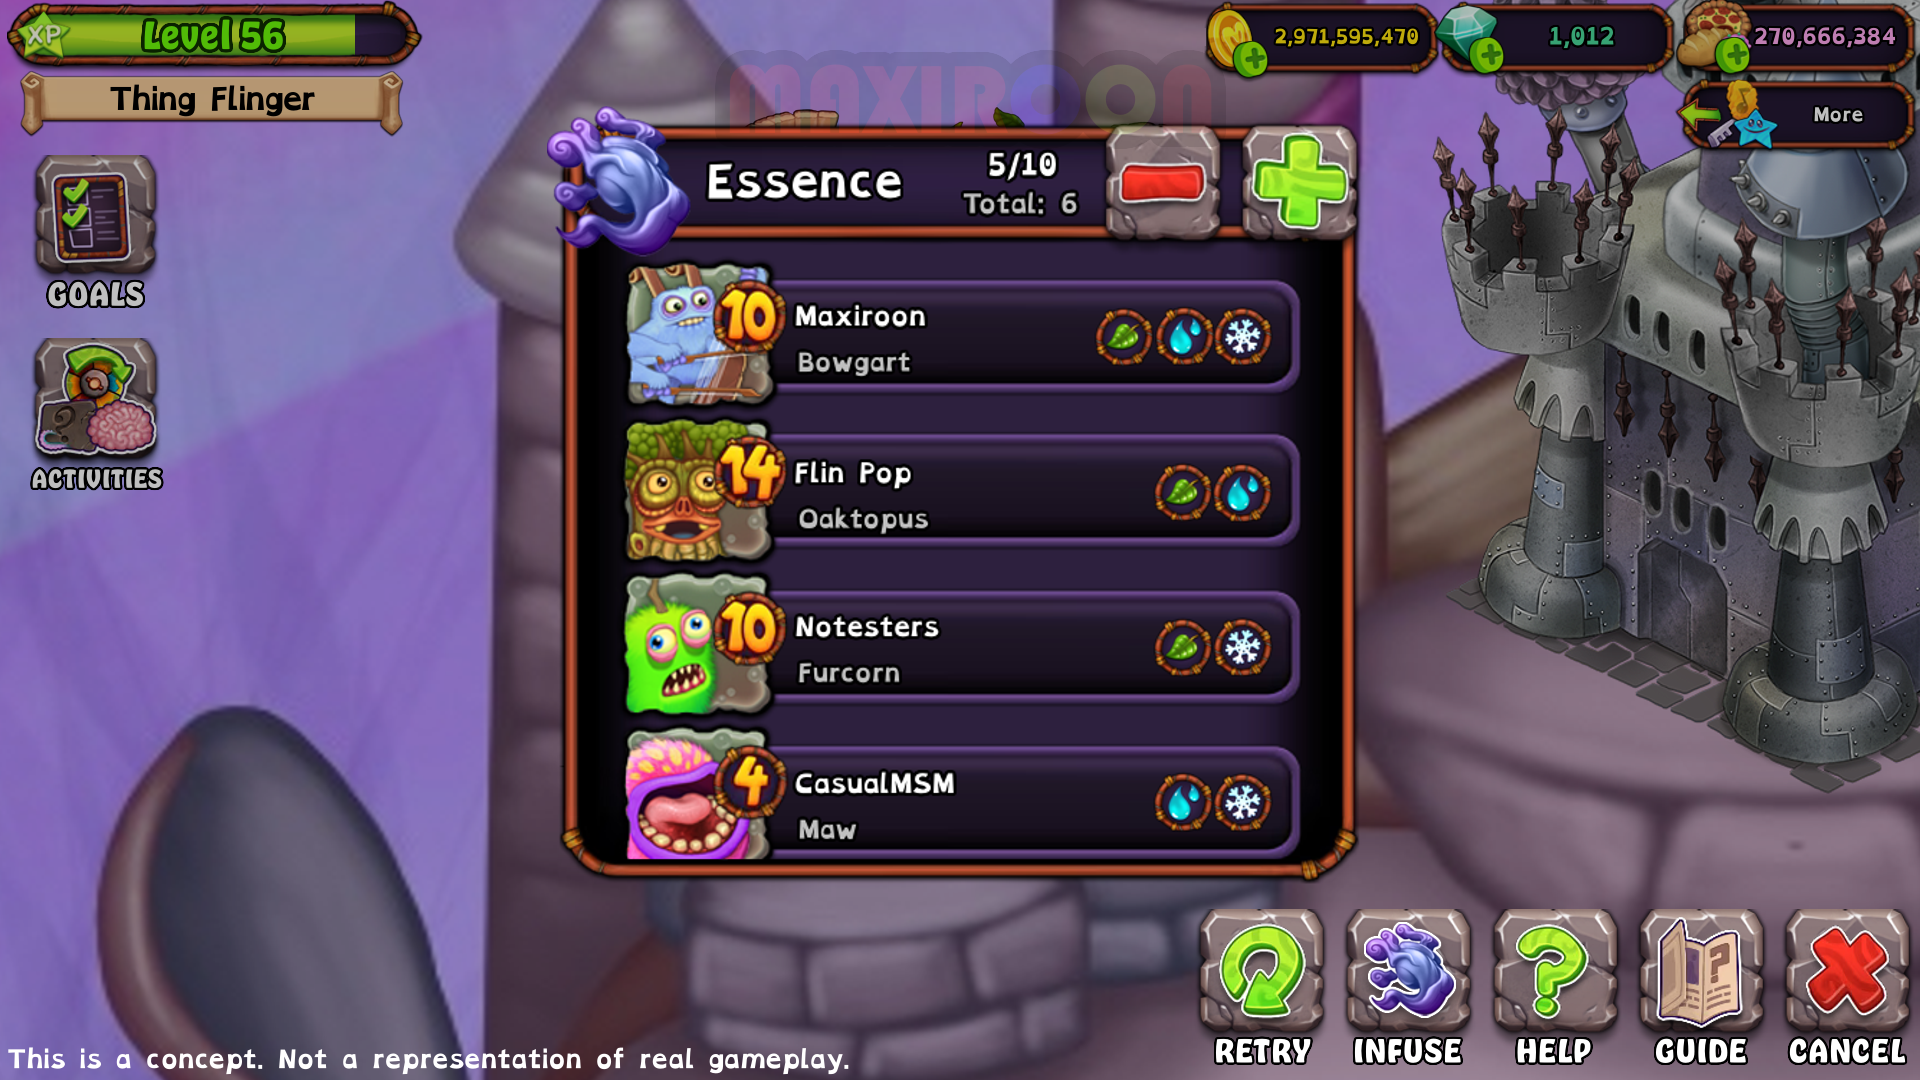 XP
Level 56
Thing Flinger
2,971,595,470
1,012
270,666,384
More
MAXIROON
GOALS
ACTIVITIES
Essence
5/10
Total: 6
10
Maxiroon
Bowgart
14
Flin Pop
Oaktopus
10
Notesters
Furcorn
4
CasualMSM
Maw
RETRY
INFUSE
HELP
GUIDE
CANCEL
This is a concept. Not a representation of real gameplay.